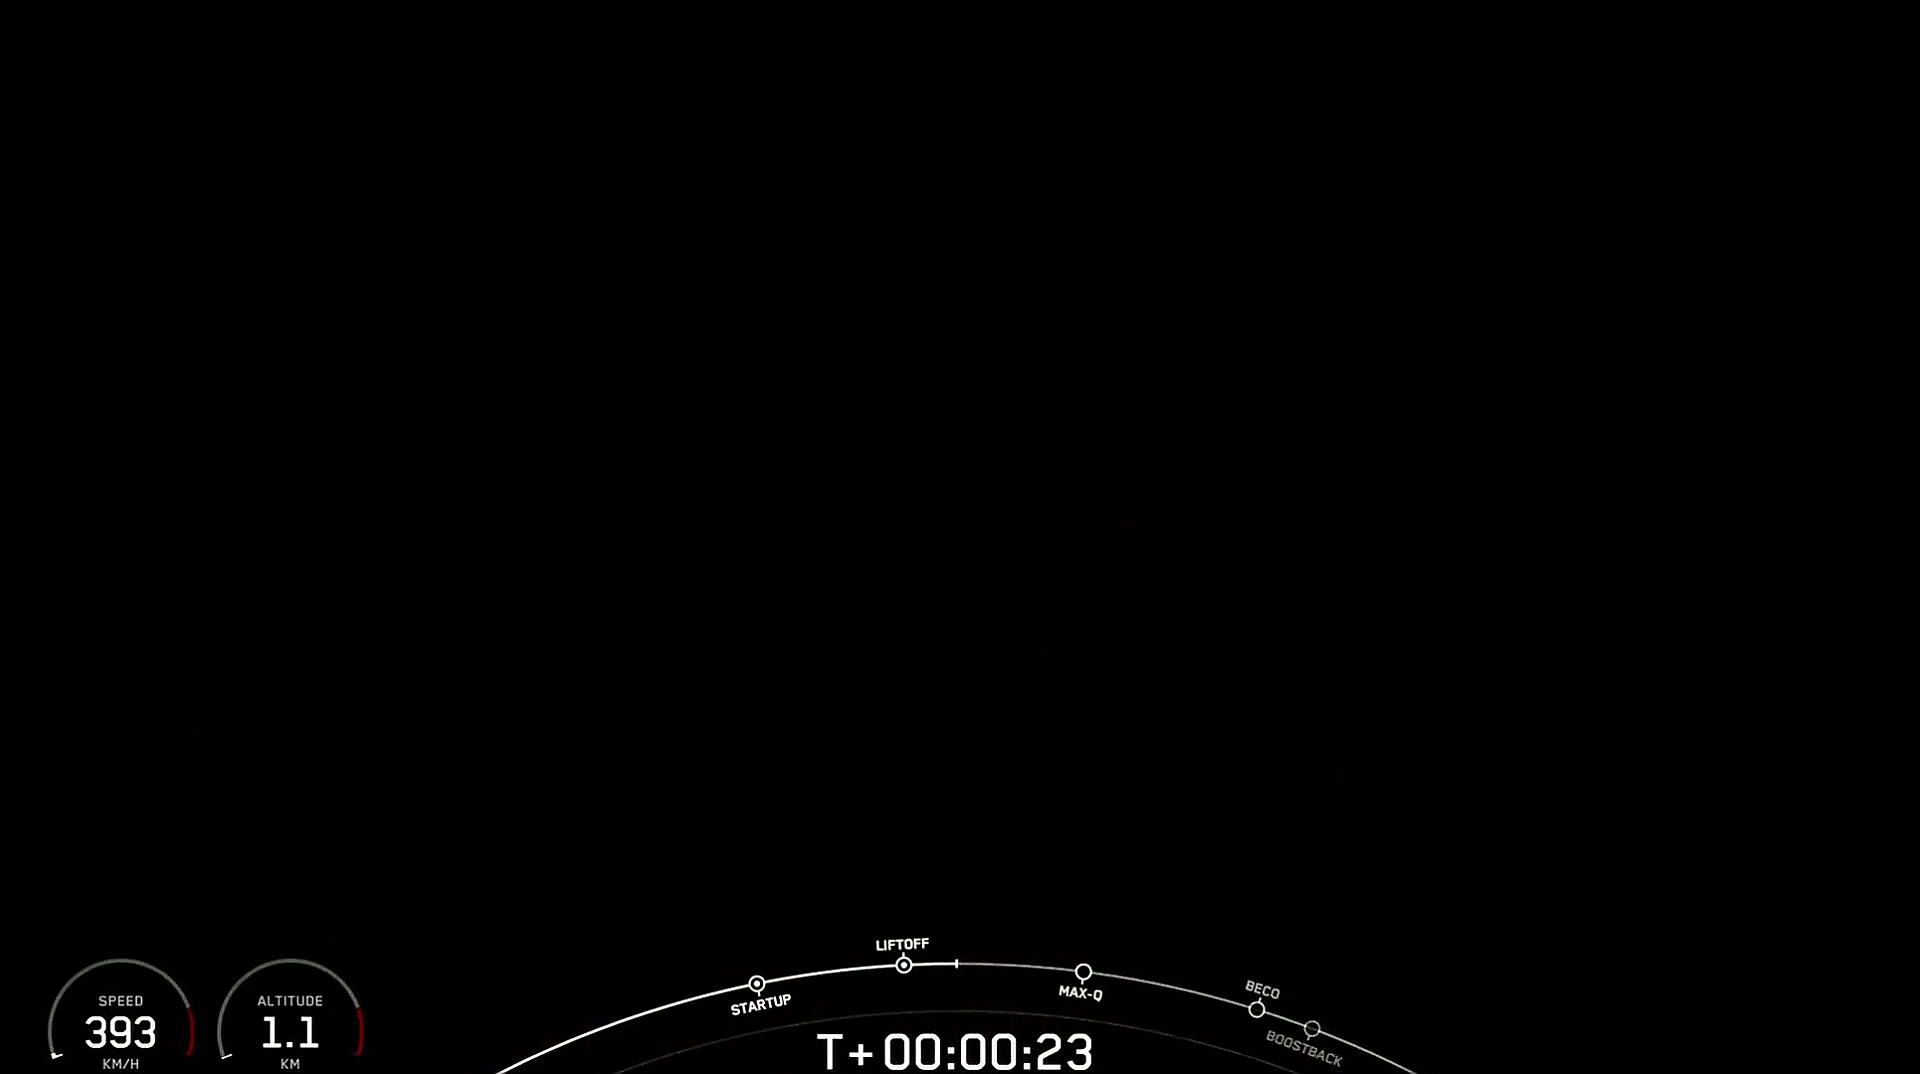 LIFTOFF
STARTUP
MAX-Q
BECO
BOOSTBACK
SPEED
393
KM/H
ALTITUDE
1.1
KM
T+00:00:23